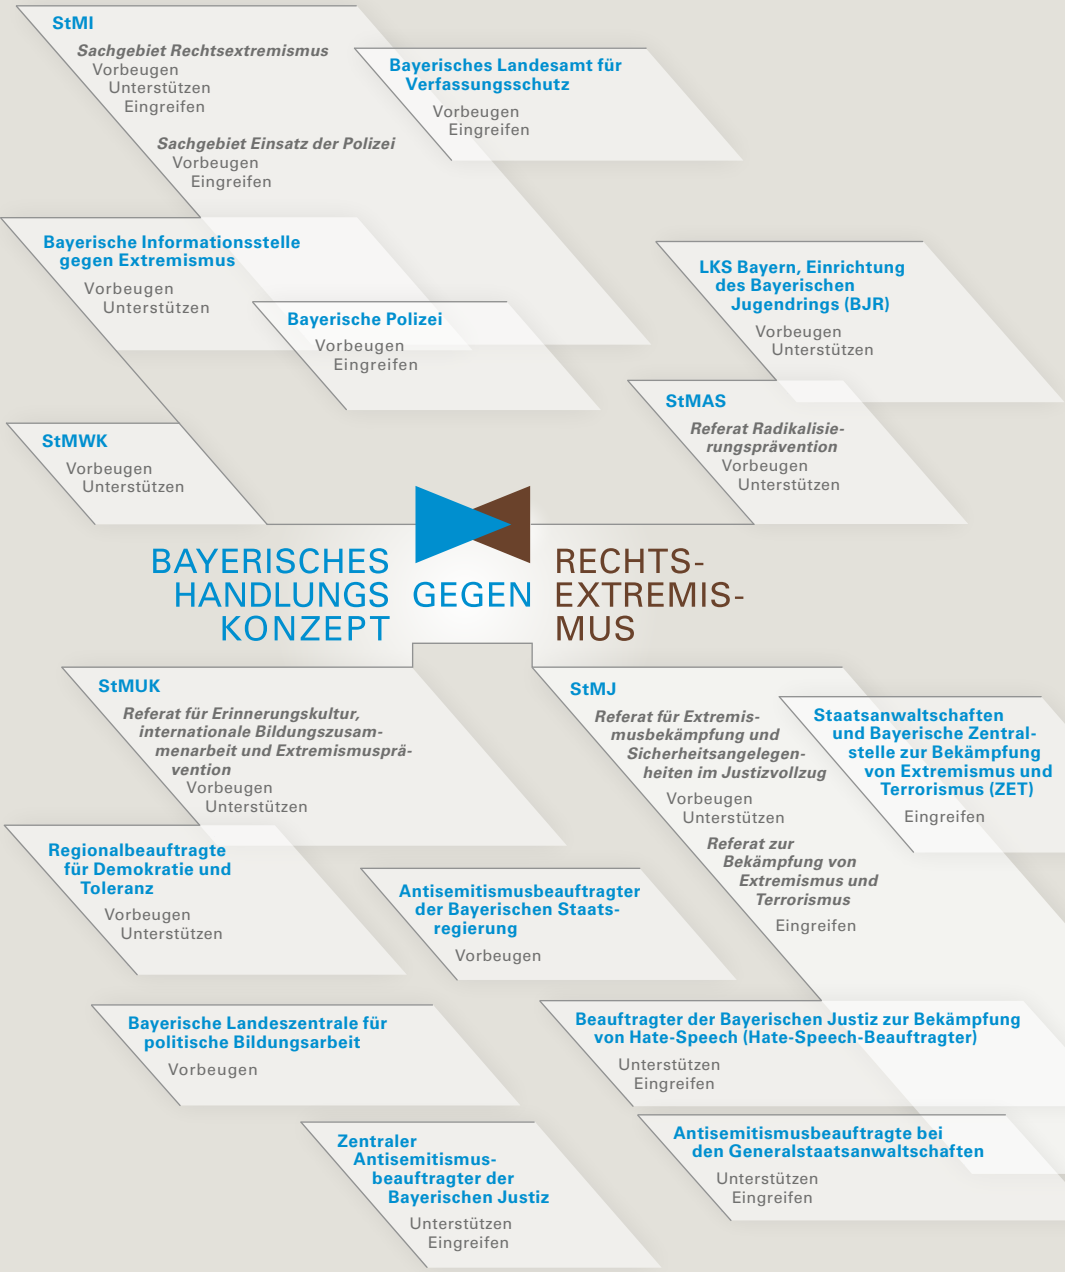 StMI
Sachgebiet Rechtsextremismus
Vorbeugen
Unterstützen
Eingreifen
Sachgebiet Einsatz der Polizei
Vorbeugen
Eingreifen
Bayerisches Landesamt für
Verfassungsschutz
Vorbeugen
Eingreifen
Bayerische Informationsstelle
gegen Extremismus
Vorbeugen
Unterstützen
Bayerische Polizei
Vorbeugen
Eingreifen
LKS Bayern, Einrichtung
des Bayerischen
Jugendrings (BJR)
Vorbeugen
Unterstützen
StMAS
Referat Radikalisie-
rungsprävention
Vorbeugen
Unterstützen
StMWK
Vorbeugen
Unterstützen
BAYERISCHES
HANDLUNGS
KONZEPT
GEGEN
RECHTS-
EXTREMIS-
MUS
StMUK
Referat für Erinnerungskultur,
internationale Bildungszusam-
menarbeit und Extremismusprä-
vention
Vorbeugen
Unterstützen
StMJ
Referat für Extremis-
musbekämpfung und
Sicherheitsangelegen-
heiten im Justizvollzug
Vorbeugen
Unterstützen
Referat zur
Bekämpfung von
Extremismus und
Terrorismus
Eingreifen
Staatsanwaltschaften
und Bayerische Zentral-
stelle zur Bekämpfung
von Extremismus und
Terrorismus (ZET)
Eingreifen
Regionalbeauftragte
für Demokratie und
Toleranz
Vorbeugen
Unterstützen
Antisemitismusbeauftragter
der Bayerischen Staats-
regierung
Vorbeugen
Bayerische Landeszentrale für
politische Bildungsarbeit
Vorbeugen
Beauftragter der Bayerischen Justiz zur Bekämpfung
von Hate-Speech (Hate-Speech-Beauftragter)
Unterstützen
Eingreifen
Zentraler
Antisemitismus-
beauftragter der
Bayerischen Justiz
Unterstützen
Eingreifen
Antisemitismusbeauftragte bei
den Generalstaatsanwaltschaften
Unterstützen
Eingreifen